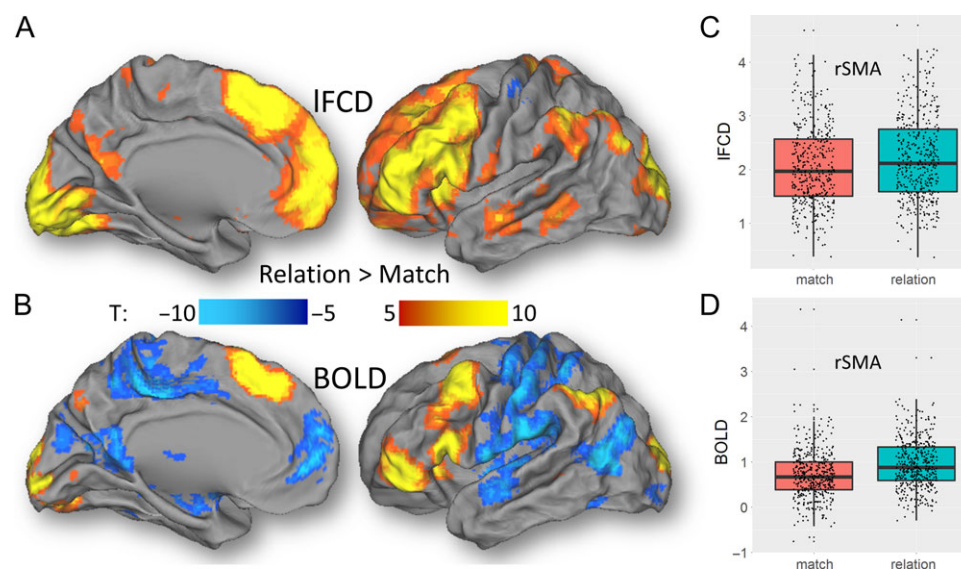 A
lFCD
Relation > Match
T: −10 −5 5 10
B
BOLD
C
rSMA
lFCD
4
3
2
1
match relation
D
rSMA
BOLD
4
3
2
1
0
−1
match relation